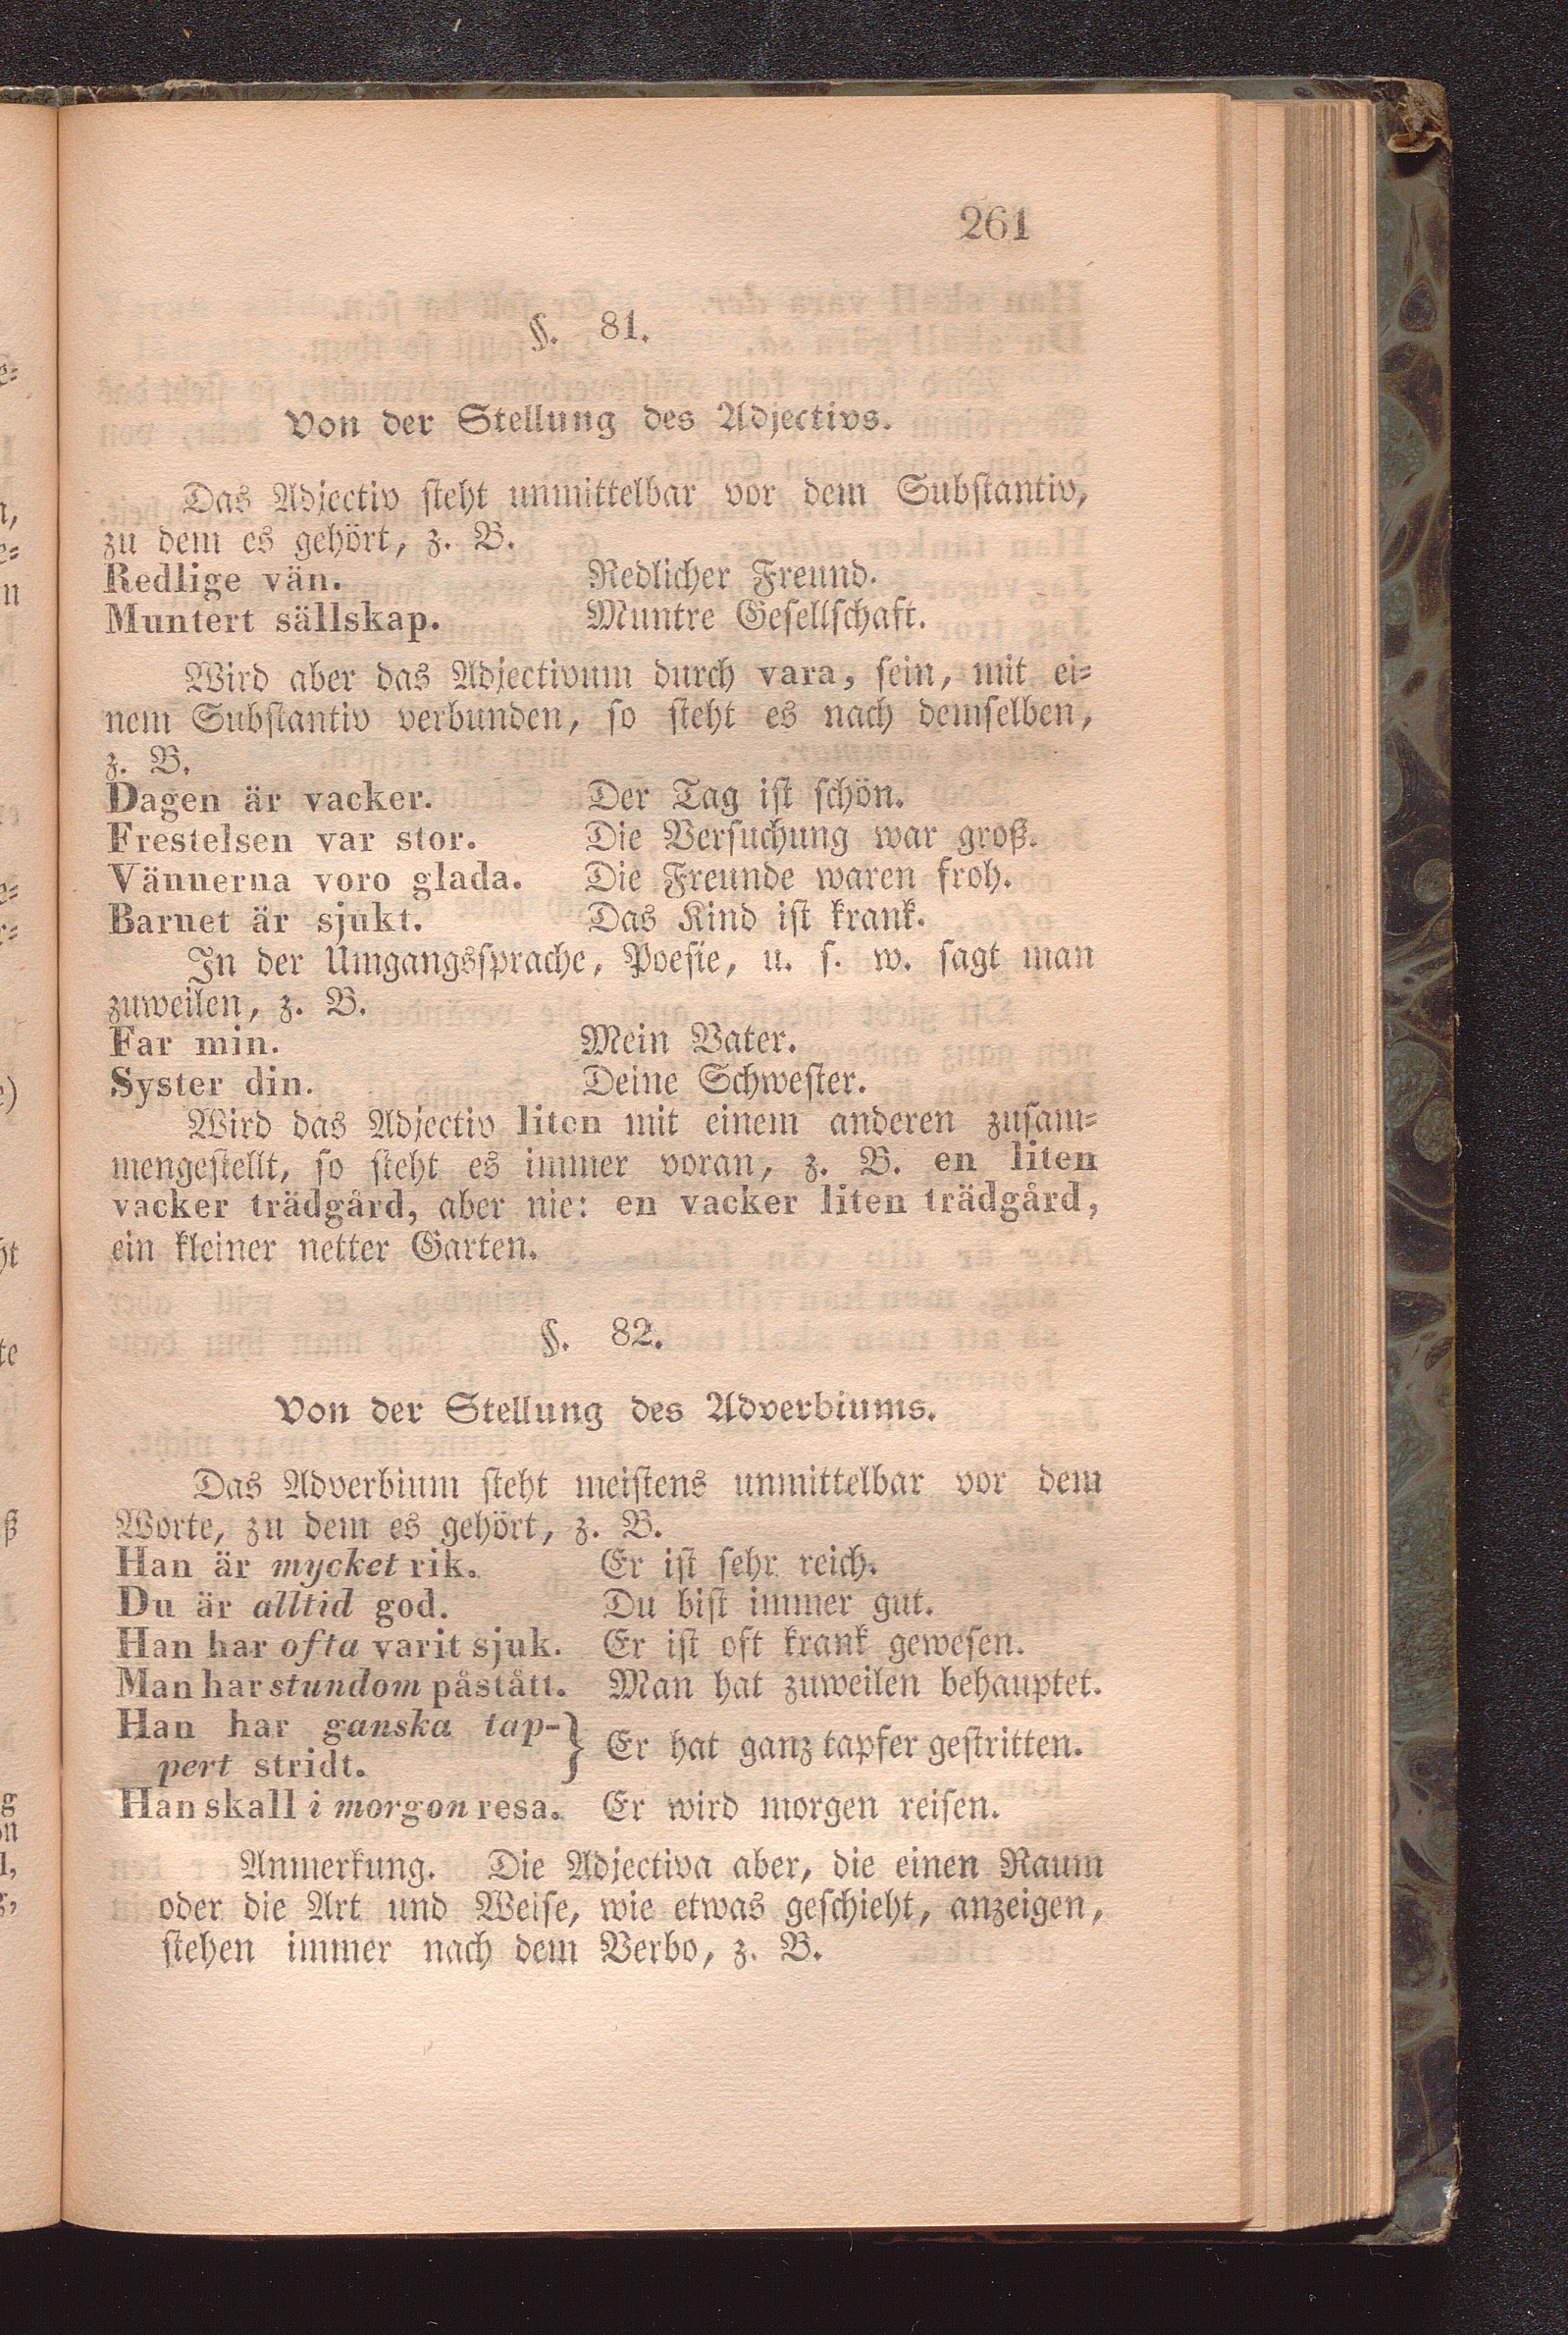 261
§. 81.
Von der Stellung des Adjectivs.
Das Adjectiv steht unmittelbar vor dem Substantiv,
zu dem es gehört, z. B.
Redlige vän. Redlicher Freund.
Muntert sällskap. Muntre Gesellschaft.
Wird aber das Adjectivum durch vara, sein, mit ei-
nem Substantiv verbunden, so steht es nach demselben,
z. B.
Dagen är vacker. Der Tag ist schön.
Frestelsen var stor. Die Versuchung war groß.
Vännerna voro glada. Die Freunde waren froh.
Barnet är sjukt. Das Kind ist krank.
In der Umgangssprache, Poesie, u. s. w. sagt man
zuweilen, z. B.
Far min. Mein Vater.
Syster din. Deine Schwester.
Wird das Adjectiv liten mit einem anderen zusam-
mengestellt, so steht es immer voran, z. B. en liten
vacker trädgård, aber nie: en vacker liten trädgård,
ein kleiner netter Garten.
§. 82.
Von der Stellung des Adverbiums.
Das Adverbium steht meistens unmittelbar vor dem
Worte, zu dem es gehört, z. B.
Han är mycket rik. Er ist sehr reich.
Du är alltid god. Du bist immer gut.
Han har ofta varit sjuk. Er ist oft krank gewesen.
Man har stundom påstått. Man hat zuweilen behauptet.
Han har ganska tap-
pert stridt. } Er hat ganz tapfer gestritten.
Han skall i morgon resa. Er wird morgen reisen.
Anmerkung. Die Adjectiva aber, die einen Raum
oder die Art und Weise, wie etwas geschieht, anzeigen,
stehen immer nach dem Verbo, z. B.